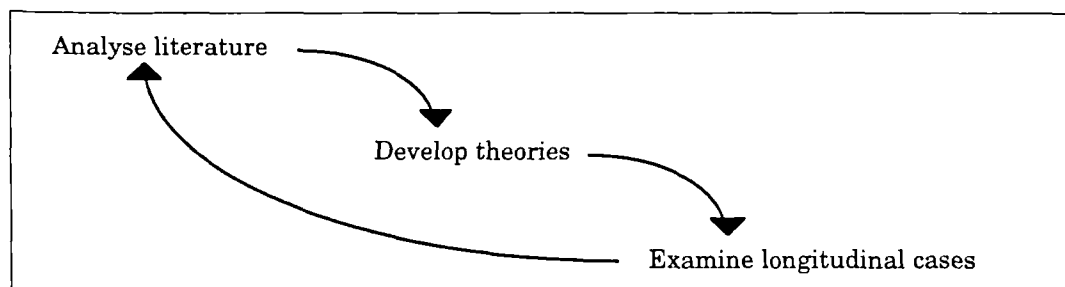 Analyse literature
Develop theories
Examine longitudinal cases